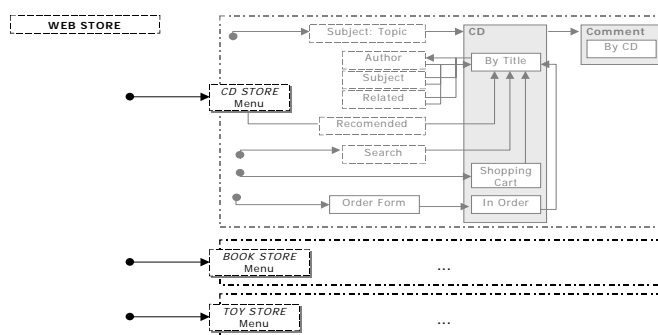 WEB STORE
Subject: Topic
CD
Comment
By CD
Author
By Title
Subject
CD STORE
Menu
Related
Recomended
Search
Shopping
Cart
Order Form
In Order
BOOK STORE
Menu
...
TOY STORE
Menu
...